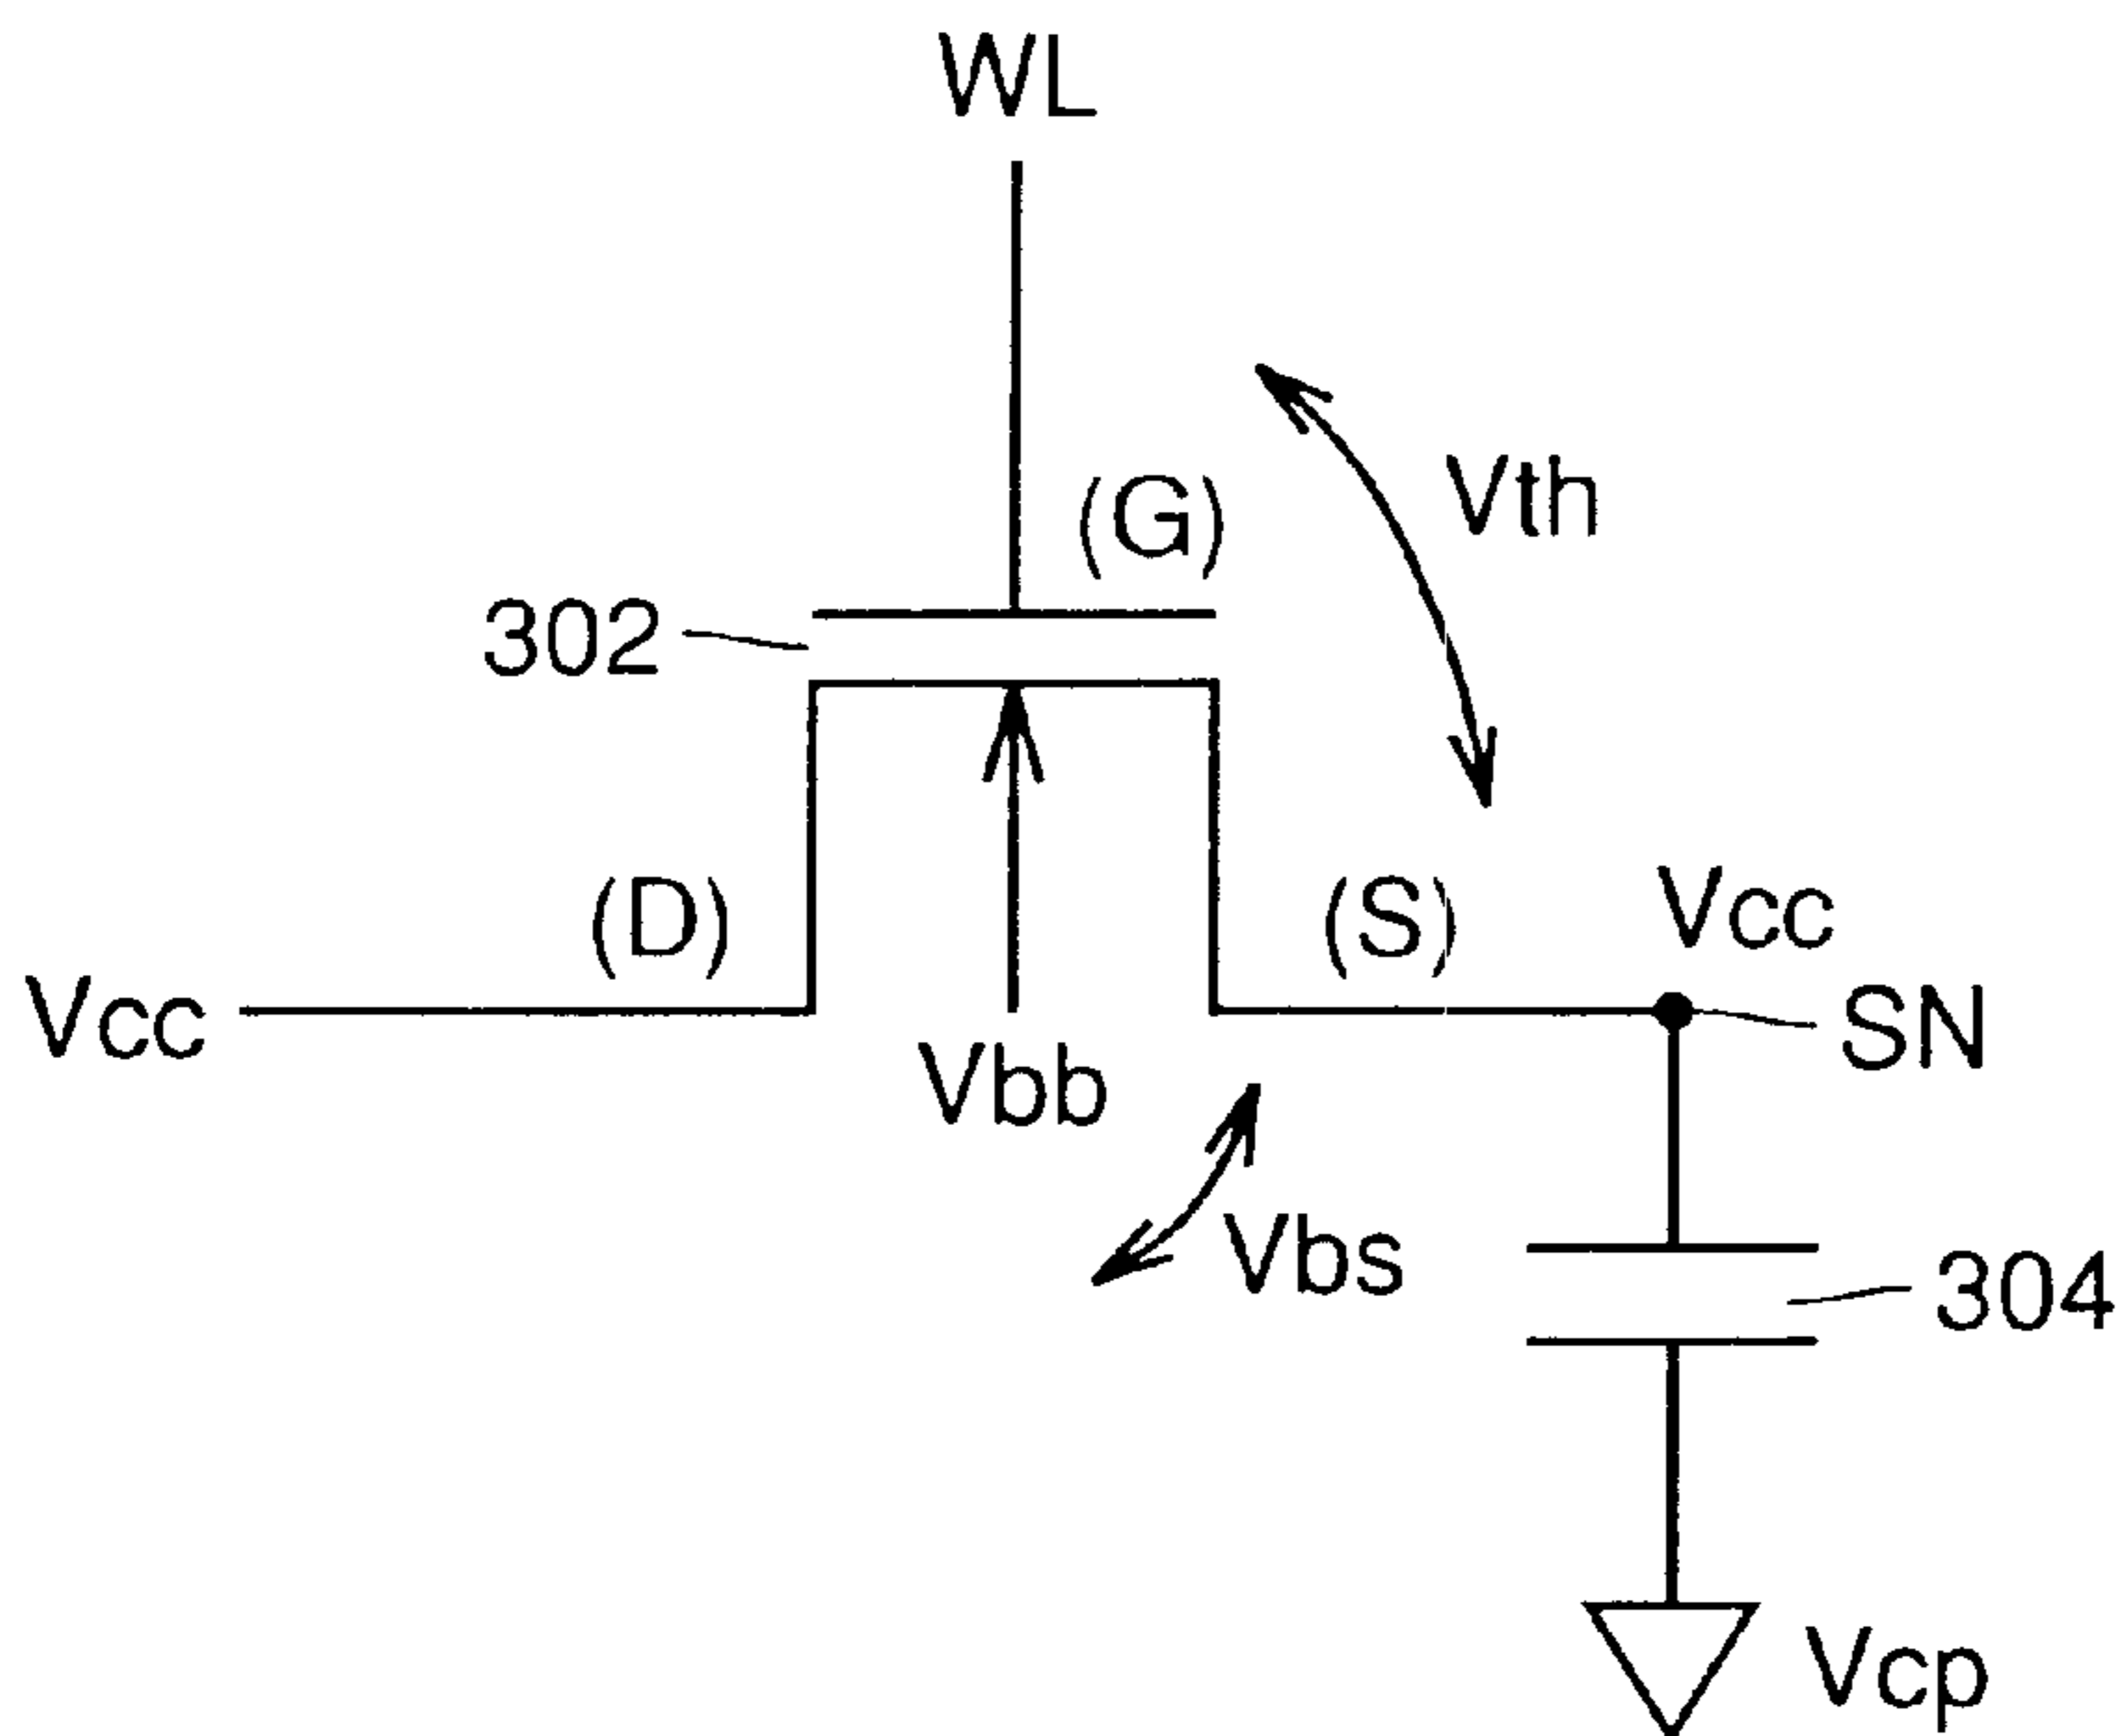 WL
Vth
(G)
302
(D)
(S)
Vcc
Vcc
SN
Vbb
Vbs
304
Vcp